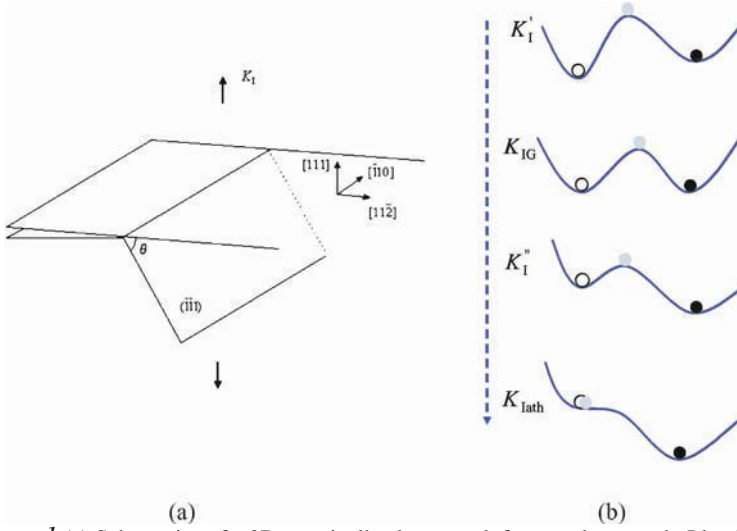 K_I
[111]
[1̄10]
[112̄]
θ
(1̄1̄1)
K_I'
K_IG
K_I"
K_Iath
(a) (b)